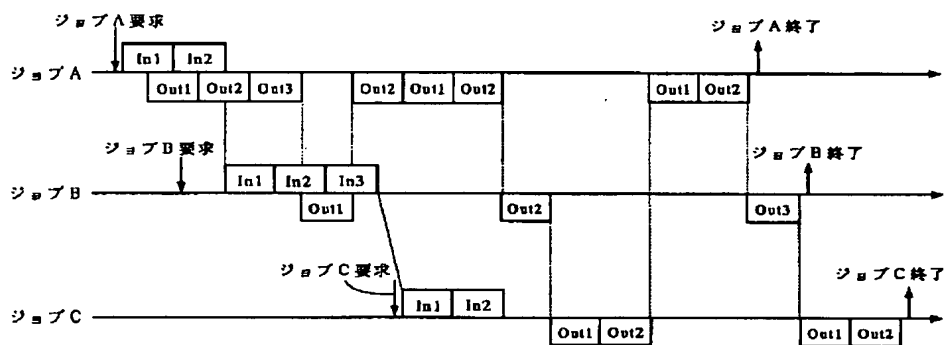 ジョブA要求
ジョブA終了
In1 In2
ジョブA
Out1 Out2 Out3 Out2 Out1 Out2 Out1 Out2
ジョブB要求
ジョブB終了
In1 In2 In3
ジョブB
Out1 Out2 Out3
ジョブC要求
ジョブC終了
In1 In2
ジョブC
Out1 Out2 Out1 Out2